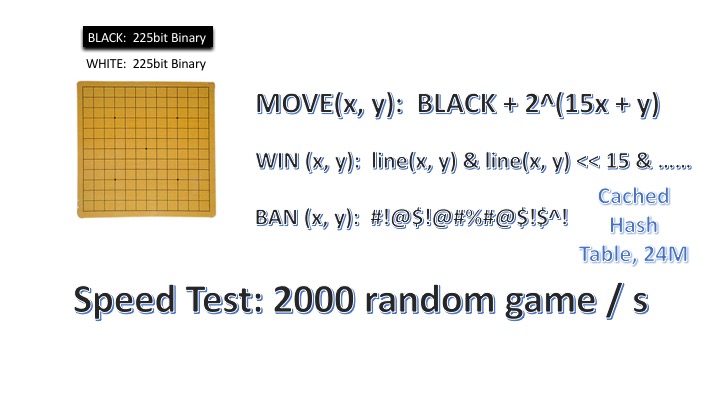 BLACK:  225bit Binary
WHITE:  225bit Binary
MOVE(x, y):  BLACK + 2^(15x + y)
WIN (x, y):  line(x, y) & line(x, y) << 15 & ......
BAN (x, y):  #!@$!@#%#@$!$^!
Cached
Hash
Table, 24M
Speed Test: 2000 random game / s